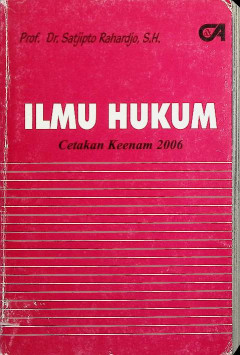 Prof. Dr. Satjipto Rahardjo, S.H.
ILMU HUKUM
Cetakan Keenam 2006